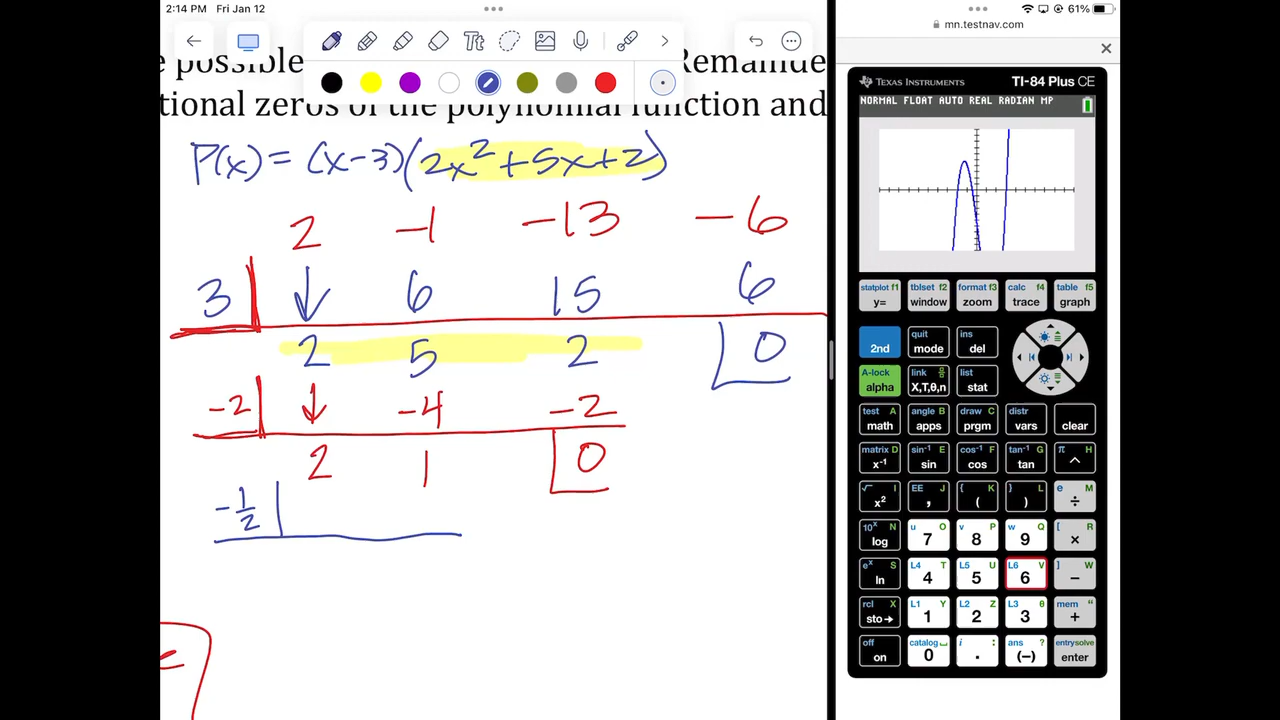 2:14 PM Fri Jan 12
61%
mn.testnav.com
Tt
e possible
Remainde
tional zeros of the polynomial function and
P(x) = (x-3)(2x²+5x+2)
2 -1 -13 -6
3 ↓ 6 15 6
2 5 2 0
-2 ↓ -4 -2
2 1 0
-1/2
TEXAS INSTRUMENTS TI-84 Plus CE
NORMAL FLOAT AUTO REAL RADIAN MP
statplot f1 tblset f2 format f3 calc f4 table f5
y= window zoom trace graph
quit ins
2nd mode del
A-lock link list
alpha X,T,θ,n stat
test A angle B draw C distr
math apps prgm vars clear
matrix D sin⁻¹ E cos⁻¹ F tan⁻¹ G π H
x⁻¹ sin cos tan ^
√ I EE J { K } L e M
x² , ( ) ÷
10ˣ N u O v P w Q [ R
log 7 8 9 ×
eˣ S L4 T L5 U L6 V ] W
ln 4 5 6 −
rcl X L1 Y L2 Z L3 θ mem "
sto→ 1 2 3 +
off catalog i : ans ? entry solve
on 0 . (−) enter